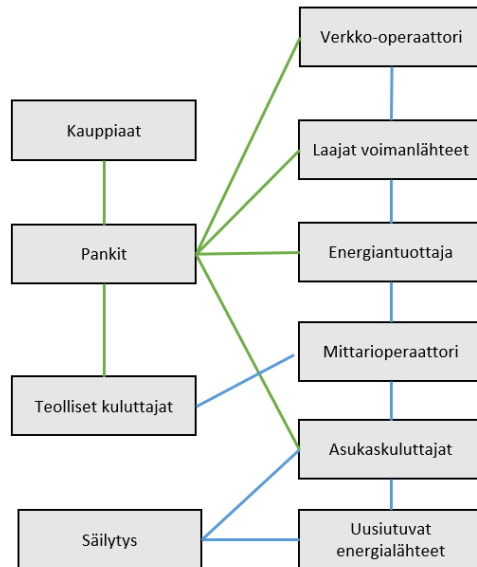 Verkko-operaattori
Kauppiaat
Laajat voimanlähteet
Pankit
Energiantuottaja
Mittarioperaattori
Teolliset kuluttajat
Asukaskuluttajat
Säilytys
Uusiutuvat
energialähteet